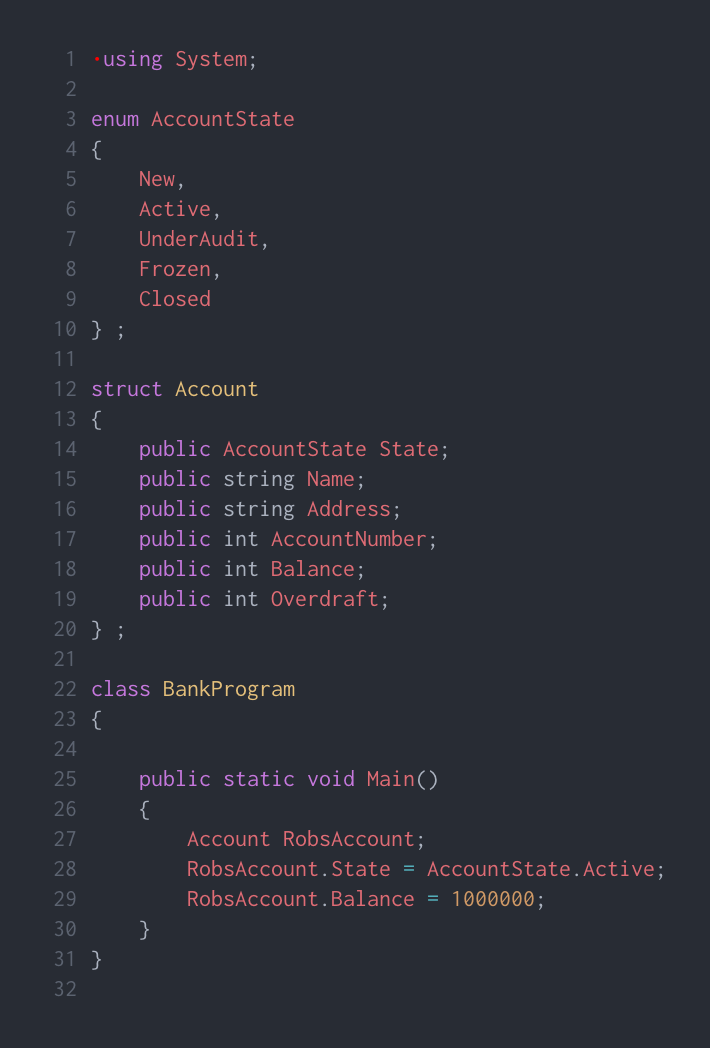 1 ·using System;
2
3 enum AccountState
4 {
5     New,
6     Active,
7     UnderAudit,
8     Frozen,
9     Closed
10 } ;
11
12 struct Account
13 {
14     public AccountState State;
15     public string Name;
16     public string Address;
17     public int AccountNumber;
18     public int Balance;
19     public int Overdraft;
20 } ;
21
22 class BankProgram
23 {
24
25     public static void Main()
26     {
27         Account RobsAccount;
28         RobsAccount.State = AccountState.Active;
29         RobsAccount.Balance = 1000000;
30     }
31 }
32